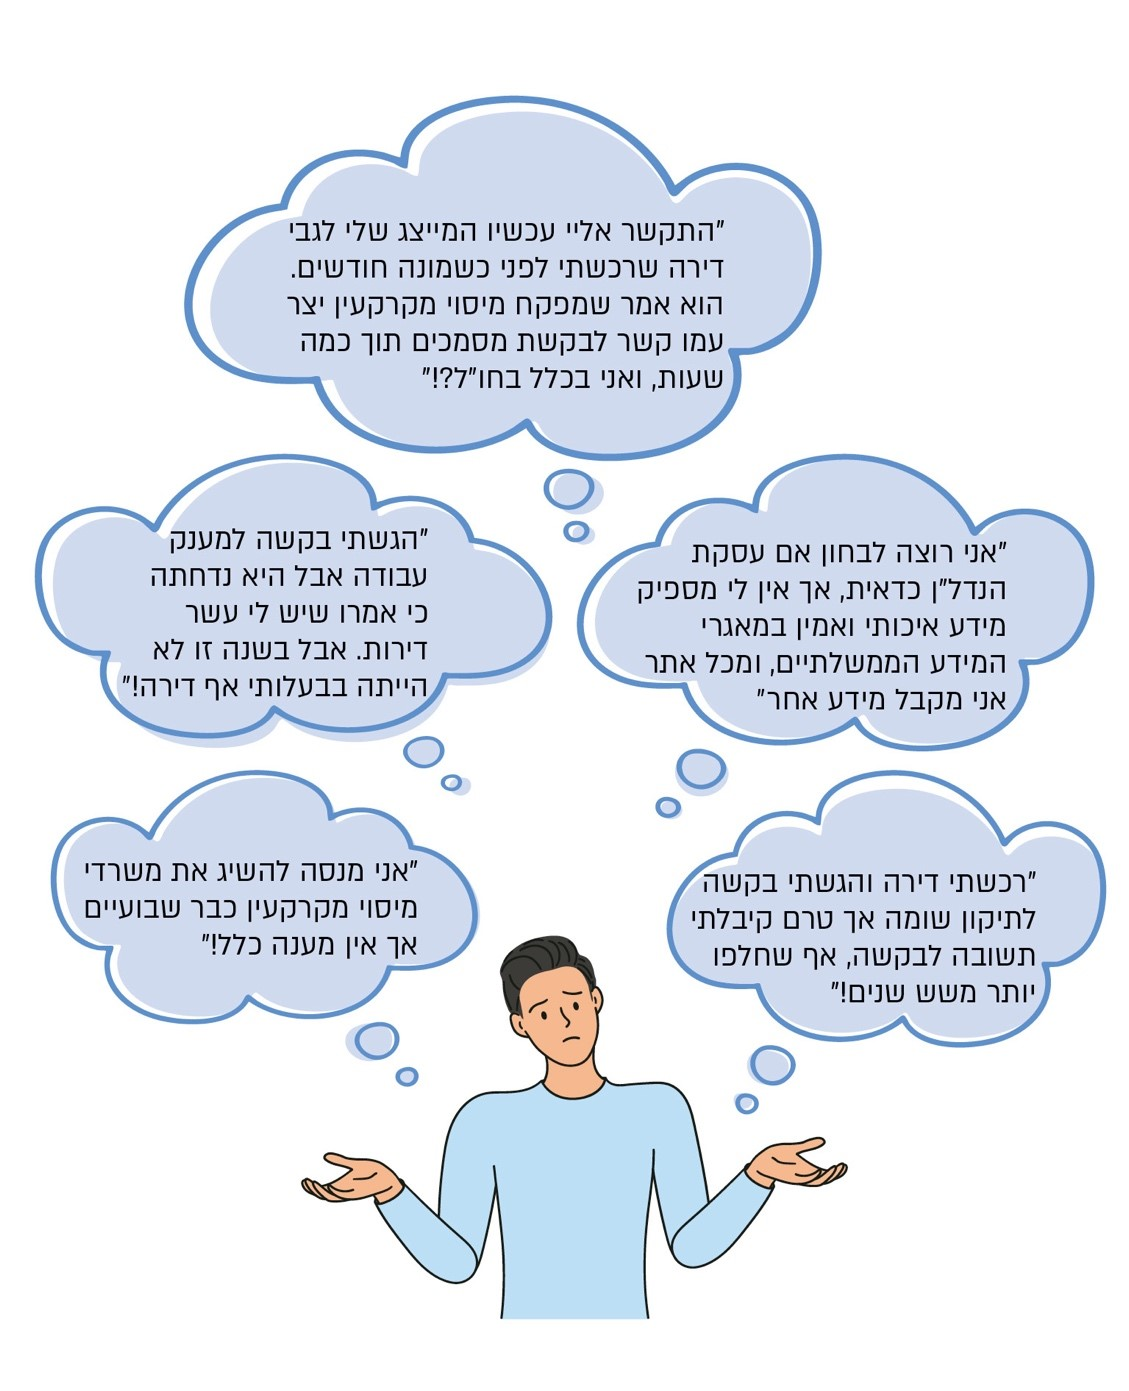 "התקשר אליי עכשיו המייצג שלי לגבי
דירה שרכשתי לפני כשמונה חודשים.
הוא אמר שמפקח מיסוי מקרקעין יצר
עמו קשר לבקשת מסמכים תוך כמה
שעות, ואני בכלל בחו"ל?!"
"אני רוצה לבחון אם עסקת
הנדל"ן כדאית, אך אין לי מספיק
מידע איכותי ואמין במאגרי
המידע הממשלתיים, ומכל אתר
אני מקבל מידע אחר"
"הגשתי בקשה למענק
עבודה אבל היא נדחתה
כי אמרו שיש לי עשר
דירות. אבל בשנה זו לא
הייתה בבעלותי אף דירה!"
"רכשתי דירה והגשתי בקשה
לתיקון שומה אך טרם קיבלתי
תשובה לבקשה, אף שחלפו
יותר משש שנים!"
"אני מנסה להשיג את משרדי
מיסוי מקרקעין כבר שבועיים
אך אין מענה כלל!"